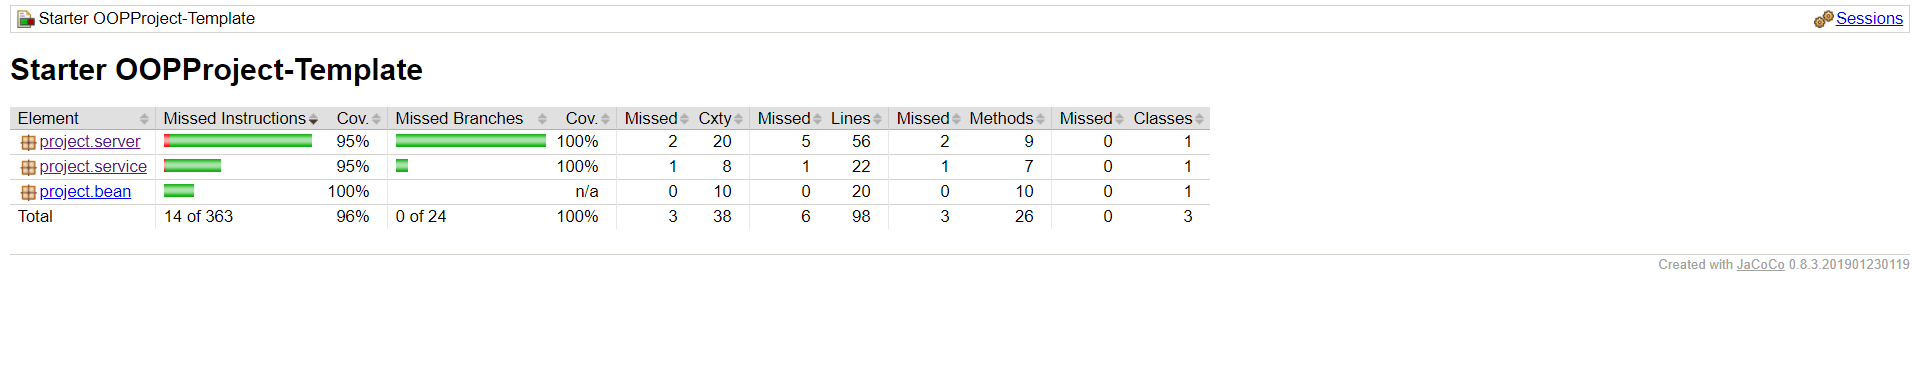 Starter OOPProject-Template Sessions
Starter OOPProject-Template
Element Missed Instructions Cov. Missed Branches Cov. Missed Cxty Missed Lines Missed Methods Missed Classes
project.server 95% 100% 2 20 5 56 2 9 0 1
project.service 95% 100% 1 8 1 22 1 7 0 1
project.bean 100% n/a 0 10 0 20 0 10 0 1
Total 14 of 363 96% 0 of 24 100% 3 38 6 98 3 26 0 3
Created with JaCoCo 0.8.3.201901230119